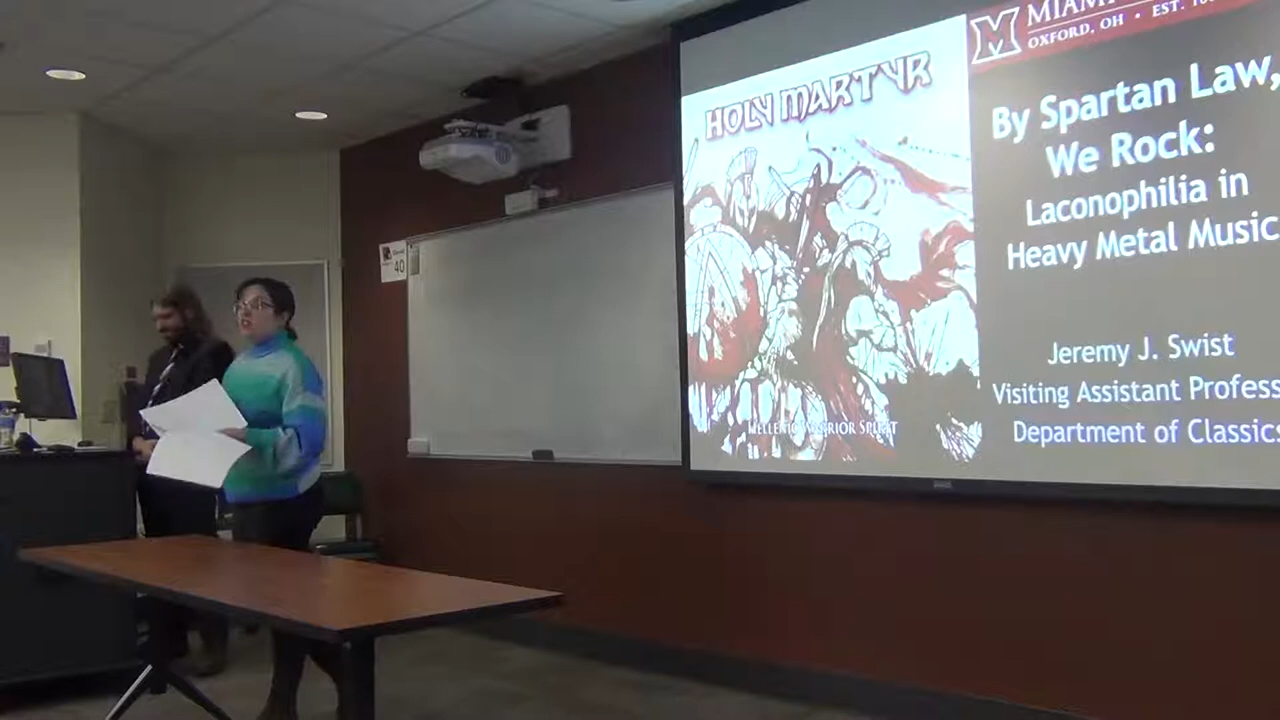 HOLY MARTYR
HELLENIC WARRIOR SPIRIT
MIAMI
OXFORD, OH • EST.
By Spartan Law,
We Rock:
Laconophilia in
Heavy Metal Music
Jeremy J. Swist
Visiting Assistant Profess
Department of Classics
40